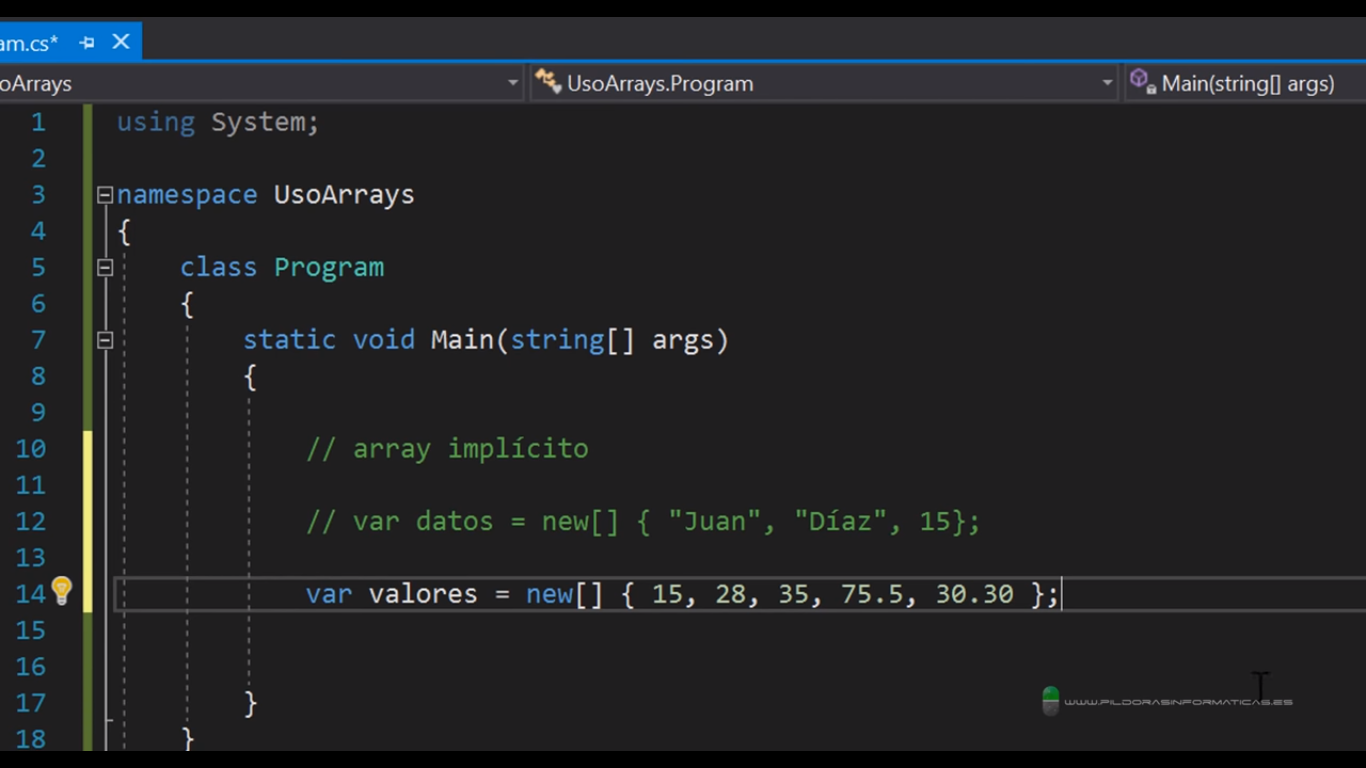 am.cs*
oArrays UsoArrays.Program Main(string[] args)
1 using System;
2
3 namespace UsoArrays
4 {
5 class Program
6 {
7 static void Main(string[] args)
8 {
9
10 // array implícito
11
12 // var datos = new[] { "Juan", "Díaz", 15};
13
14 var valores = new[] { 15, 28, 35, 75.5, 30.30 };
15
16
17 }
18 }
WWW.PILDORASINFORMATICAS.ES